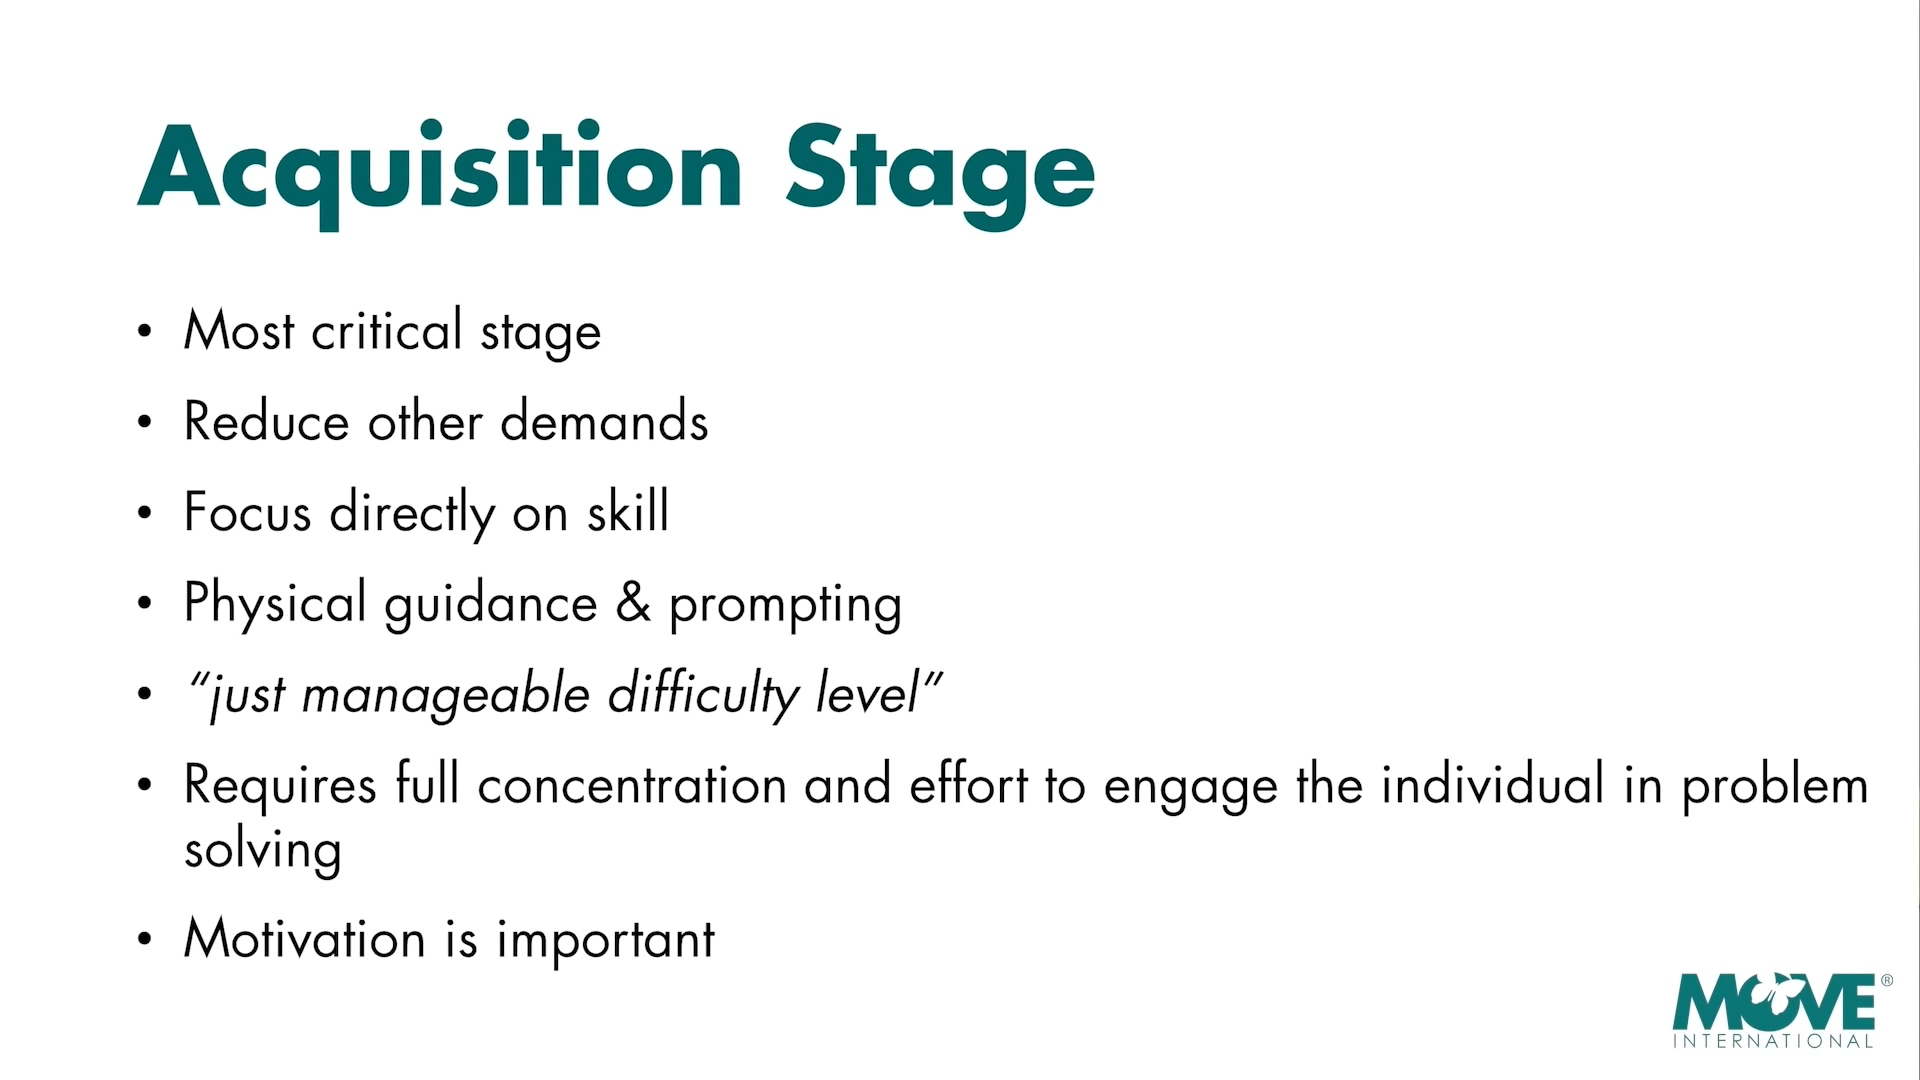 Acquisition Stage
• Most critical stage
• Reduce other demands
• Focus directly on skill
• Physical guidance & prompting
• “just manageable difficulty level”
• Requires full concentration and effort to engage the individual in problem
solving
• Motivation is important
MOVE®
INTERNATIONAL